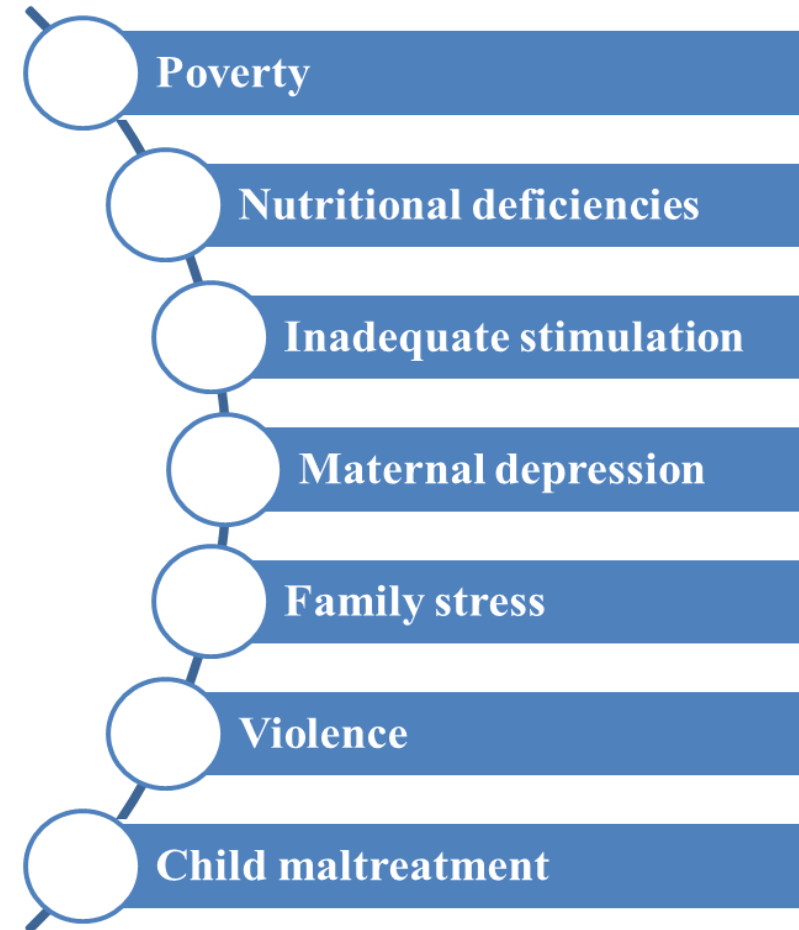 Poverty
Nutritional deficiencies
Inadequate stimulation
Maternal depression
Family stress
Violence
Child maltreatment